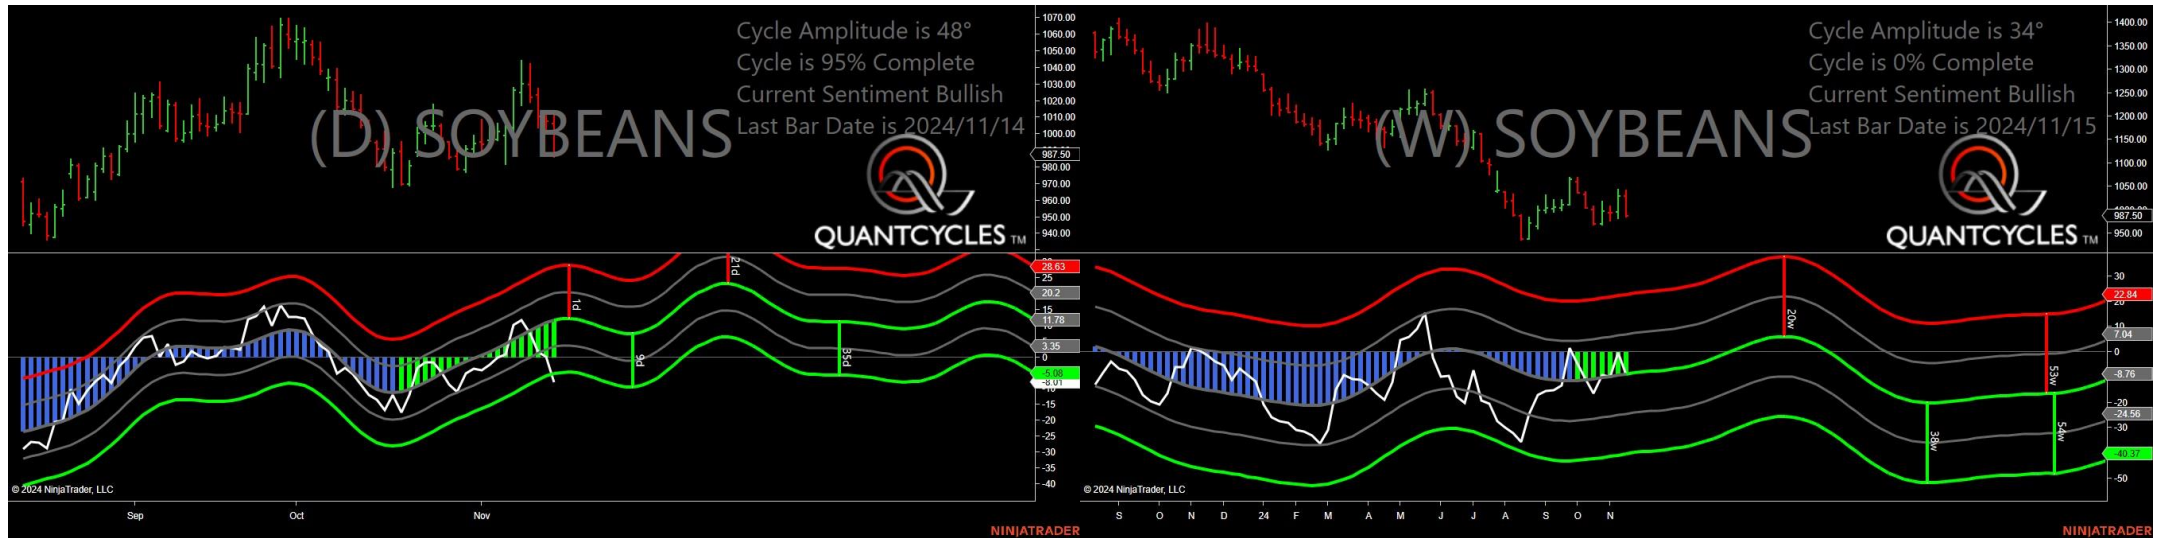 Cycle Amplitude is 48°
Cycle is 95% Complete
Current Sentiment Bullish
Last Bar Date is 2024/11/14
(D) SOYBEANS
QUANTCYCLES TM
1070.00
1060.00
1050.00
1040.00
1030.00
1020.00
1010.00
1000.00
987.50
980.00
970.00
960.00
950.00
940.00
28.63
25
20.2
15
11.78
3.35
0
-5.08
-8.01
-15
-20
-25
-30
-35
-40
21d
1d
9d
35d
© 2024 NinjaTrader, LLC
Sep
Oct
Nov
NINJATRADER
Cycle Amplitude is 34°
Cycle is 0% Complete
Current Sentiment Bullish
Last Bar Date is 2024/11/15
(W) SOYBEANS
QUANTCYCLES TM
1400.00
1350.00
1300.00
1250.00
1200.00
1150.00
1100.00
1050.00
987.50
950.00
30
22.84
7.04
0
-8.76
-20
-24.56
-30
-40.37
-50
20w
53w
38w
54w
© 2024 NinjaTrader, LLC
S
O
N
D
24
F
M
A
M
J
J
A
S
O
N
NINJATRADER